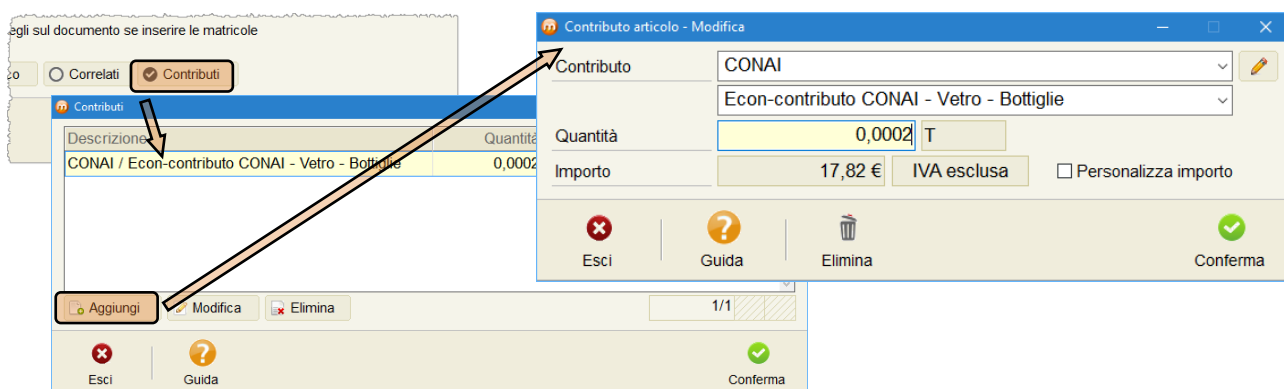 egli sul documento se inserire le matricole
Correlati
Contributi
Contributi
Descrizione
Quantità
CONAI / Econ-contributo CONAI - Vetro - Bottiglie
0,0002
Aggiungi
Modifica
Elimina
1/1
Esci
Guida
Conferma
Contributo articolo - Modifica
Contributo
CONAI
Econ-contributo CONAI - Vetro - Bottiglie
Quantità
0,0002
T
Importo
17,82 €
IVA esclusa
Personalizza importo
Esci
Guida
Elimina
Conferma